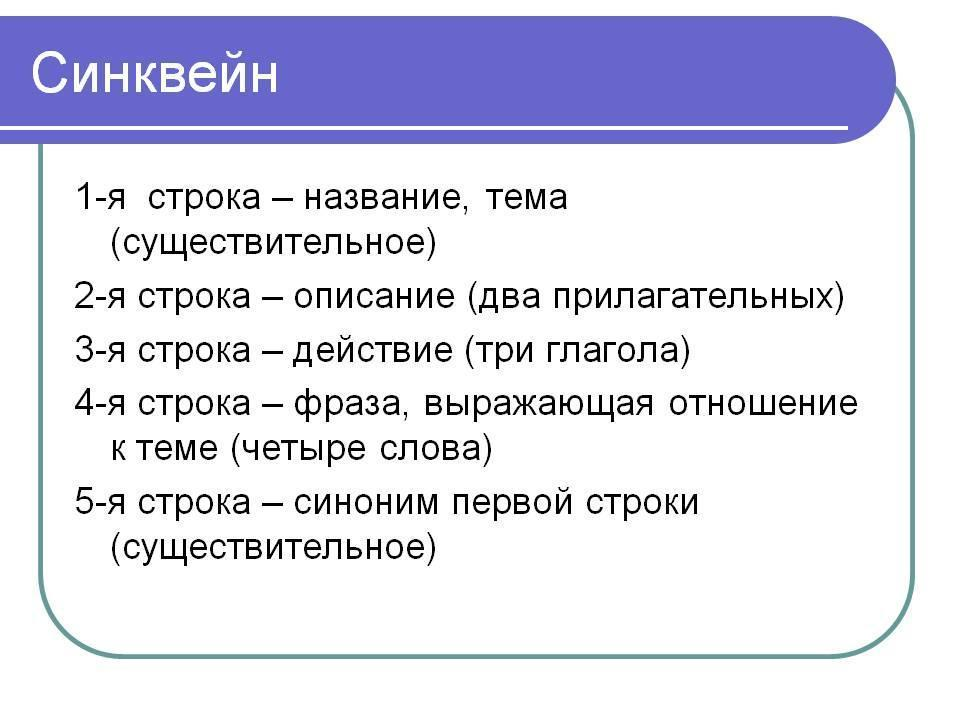 Синквейн
1-я строка – название, тема
(существительное)
2-я строка – описание (два прилагательных)
3-я строка – действие (три глагола)
4-я строка – фраза, выражающая отношение
к теме (четыре слова)
5-я строка – синоним первой строки
(существительное)